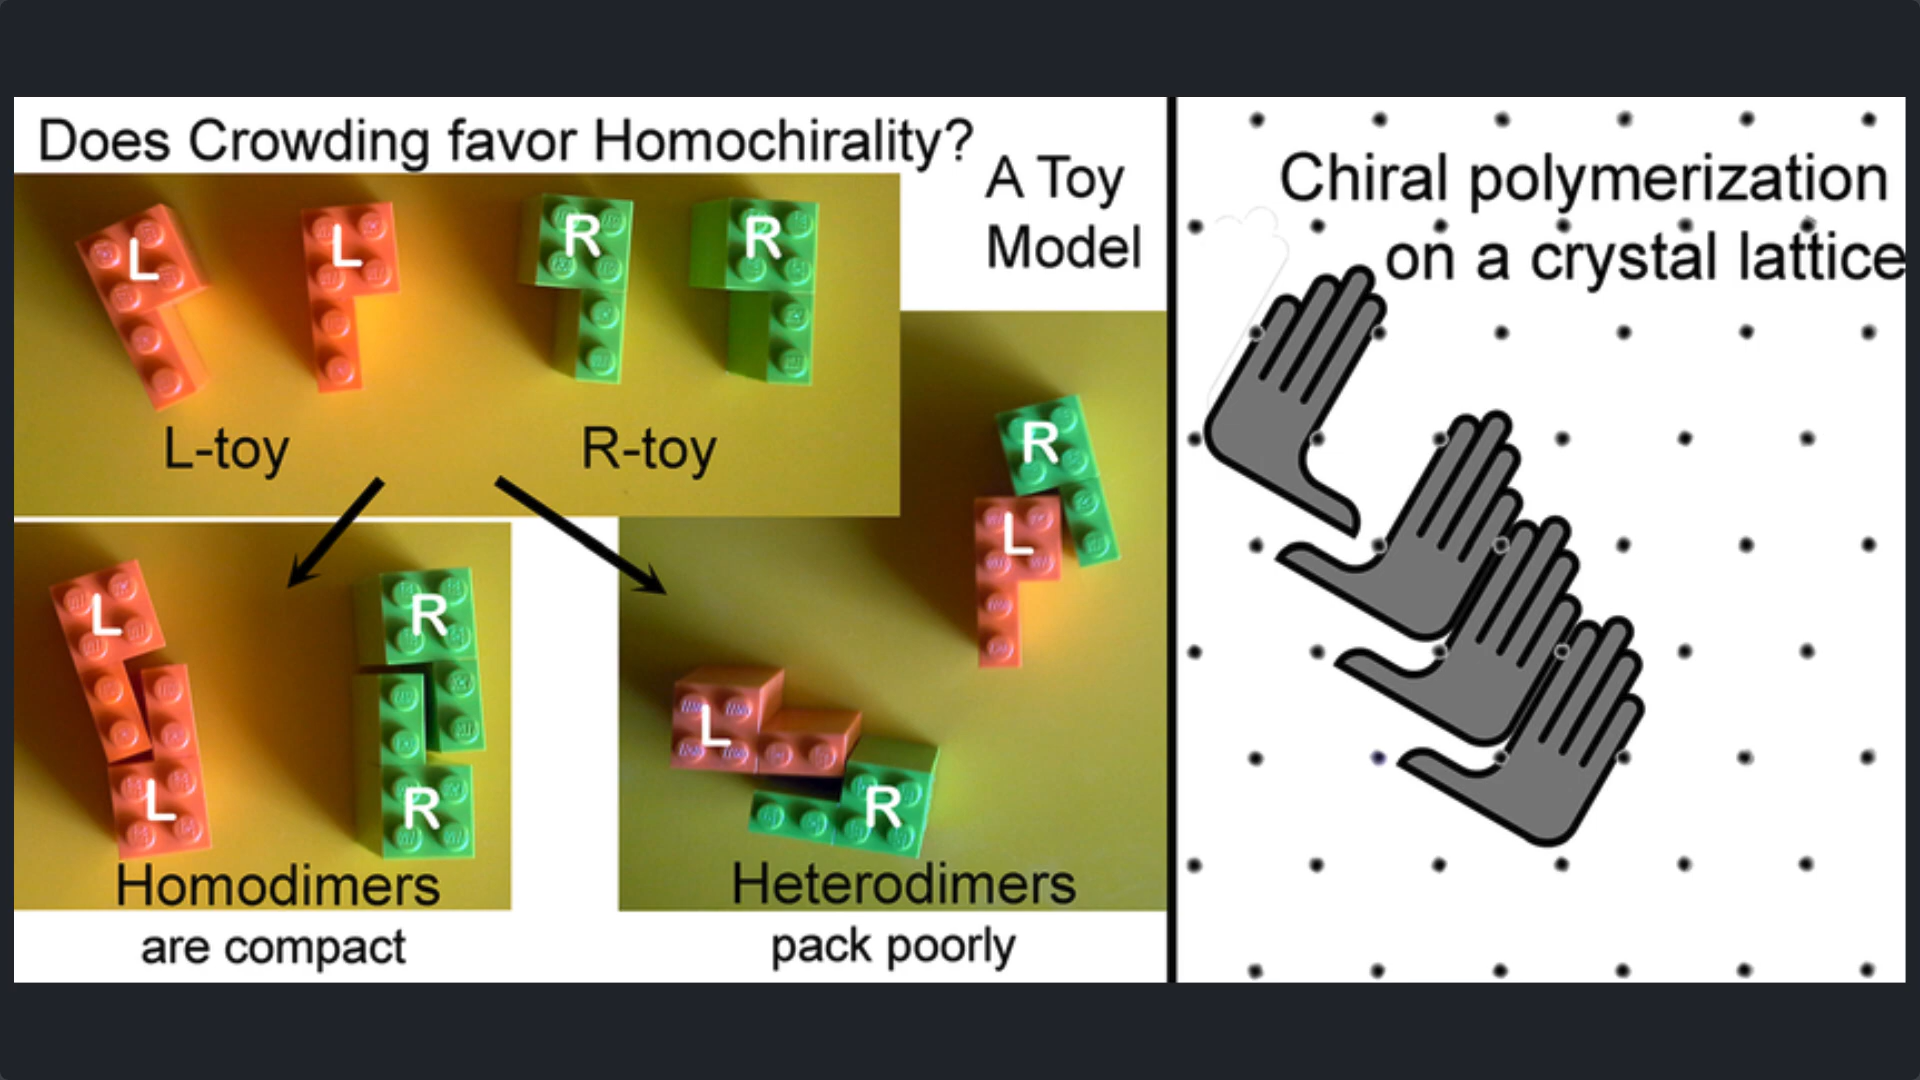 Does Crowding favor Homochirality?
A Toy
Model
L
L
R
R
L-toy
R-toy
R
L
L
L
R
R
L
R
Homodimers
are compact
Heterodimers
pack poorly
Chiral polymerization
on a crystal lattice